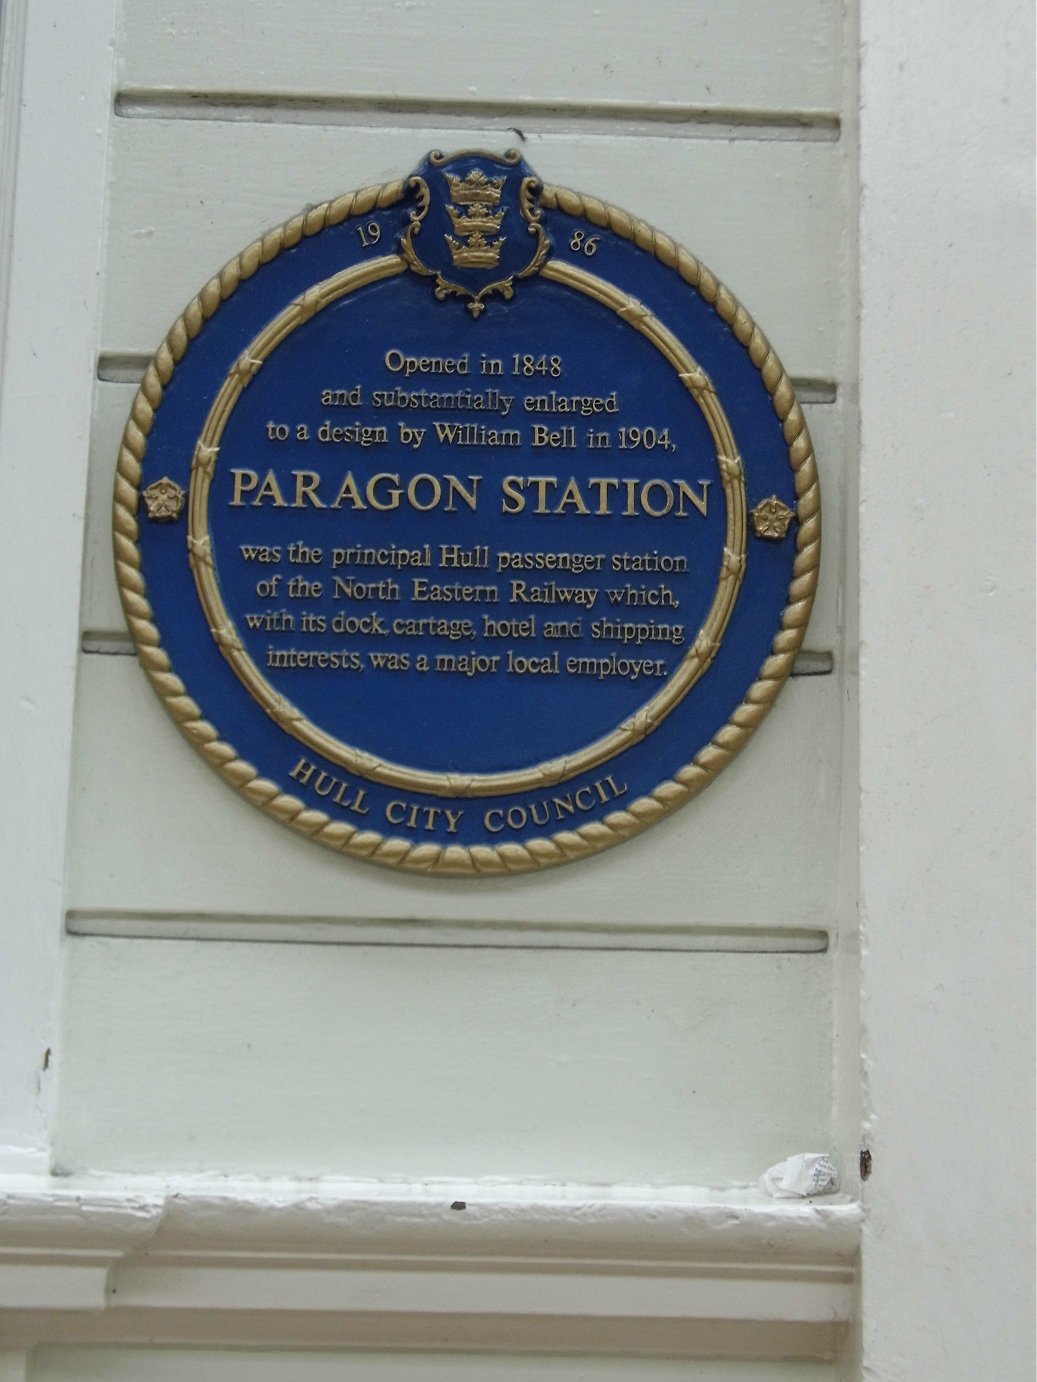 19 86
Opened in 1848
and substantially enlarged
to a design by William Bell in 1904,
PARAGON STATION
was the principal Hull passenger station
of the North Eastern Railway which,
with its dock, cartage, hotel and shipping
interests, was a major local employer.
HULL CITY COUNCIL